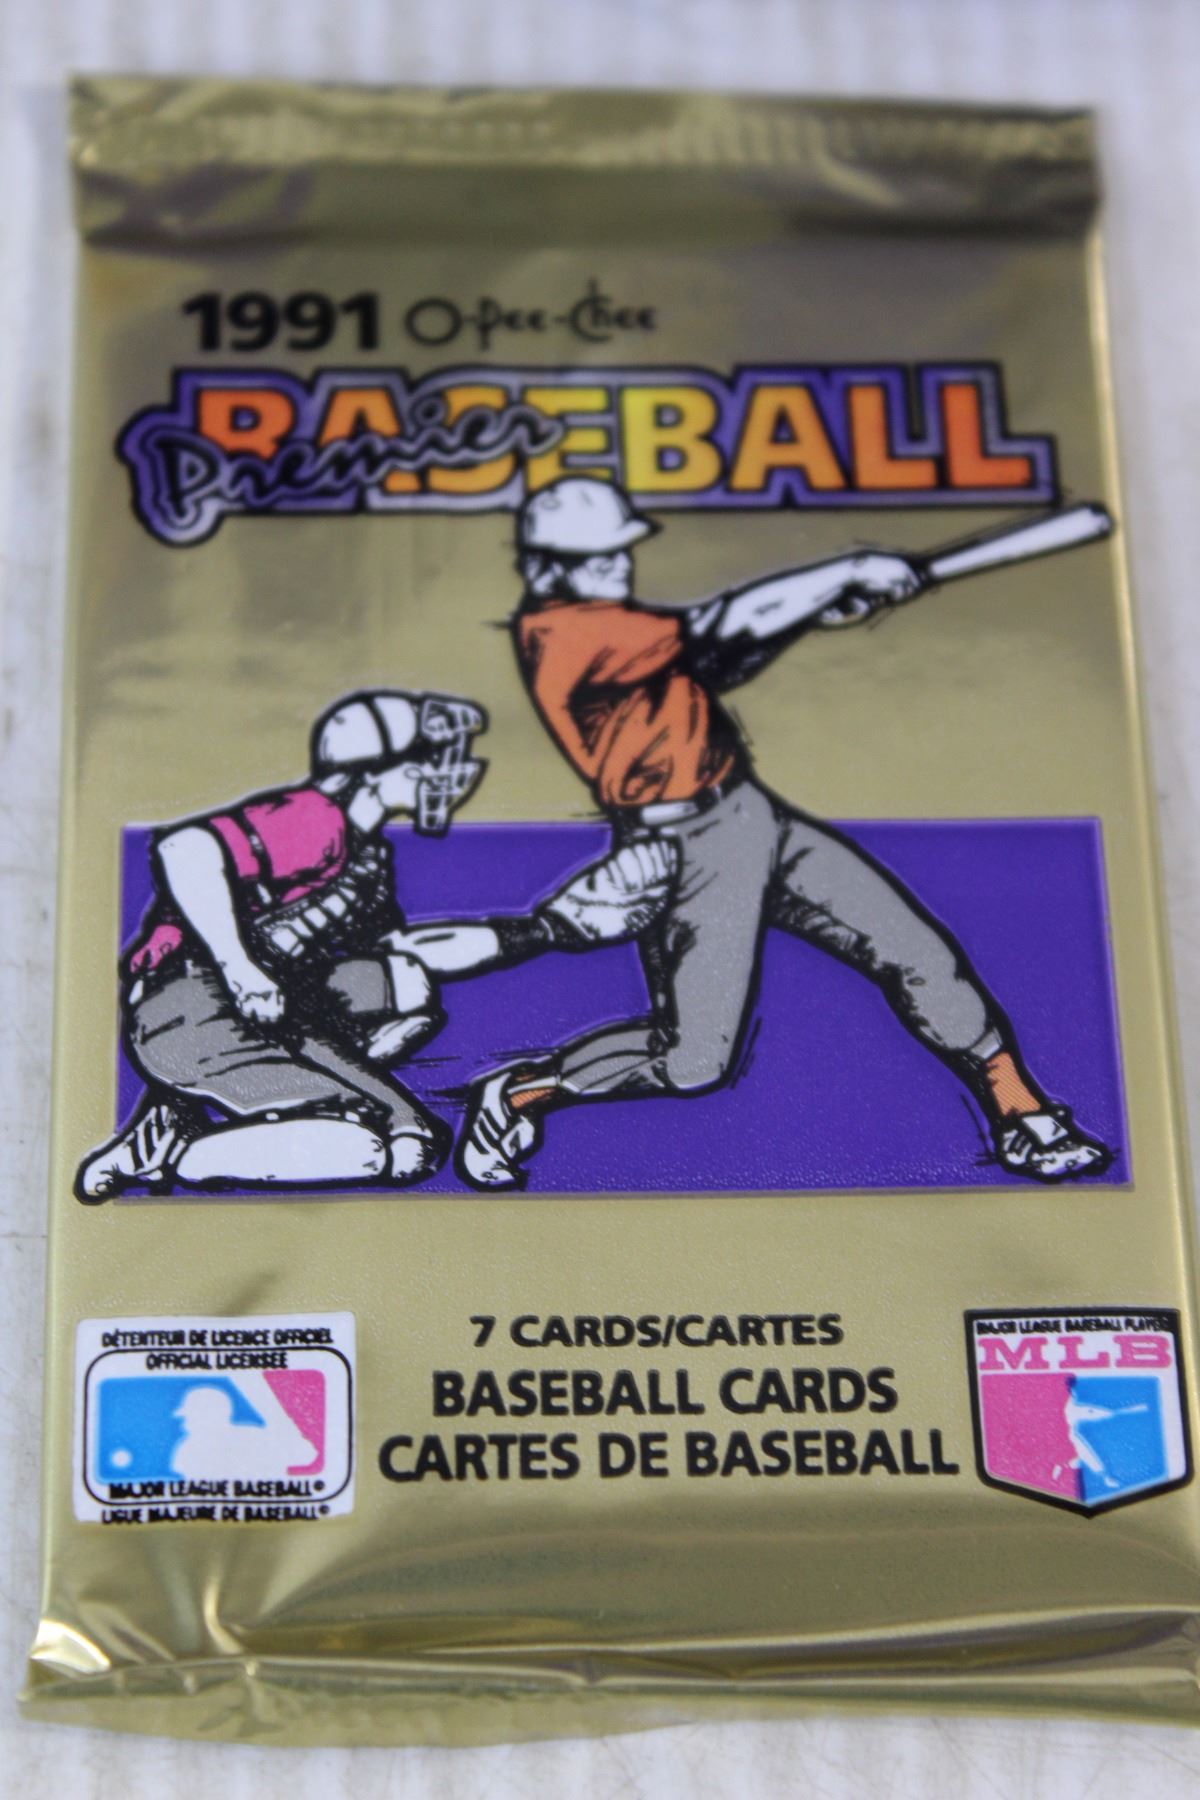 1991 O-Pee-Chee
Premier BASEBALL
7 CARDS/CARTES
BASEBALL CARDS
CARTES DE BASEBALL
DÉTENTEUR DE LICENCE OFFICIEL
OFFICIAL LICENSEE
MAJOR LEAGUE BASEBALL®
LIGUE MAJEURE DE BASEBALL®
MAJOR LEAGUE BASEBALL PLAYERS
MLB